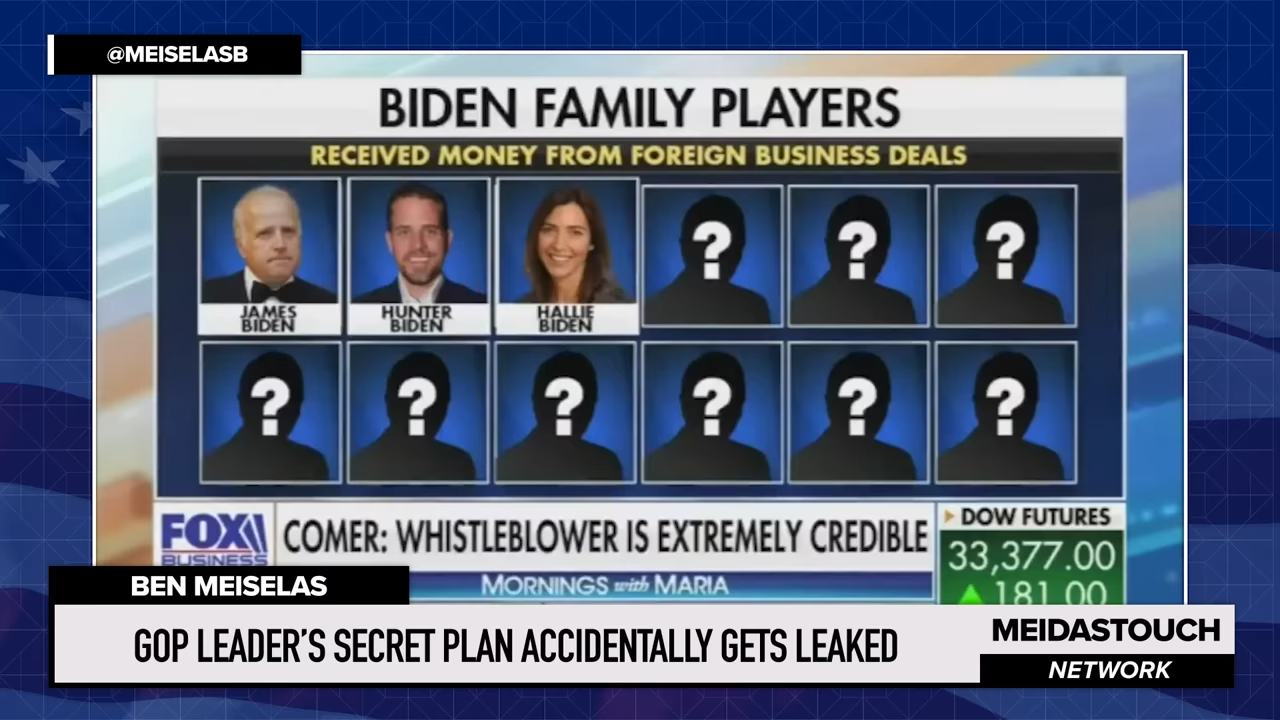 @MEISELASB
BIDEN FAMILY PLAYERS
RECEIVED MONEY FROM FOREIGN BUSINESS DEALS
? ? ?
JAMES BIDEN
HUNTER BIDEN
HALLIE BIDEN
? ? ? ? ? ?
FOX BUSINESS
COMER: WHISTLEBLOWER IS EXTREMELY CREDIBLE
MORNINGS with MARIA
DOW FUTURES
33,377.00
181.00
BEN MEISELAS
GOP LEADER'S SECRET PLAN ACCIDENTALLY GETS LEAKED
MEIDASTOUCH
NETWORK